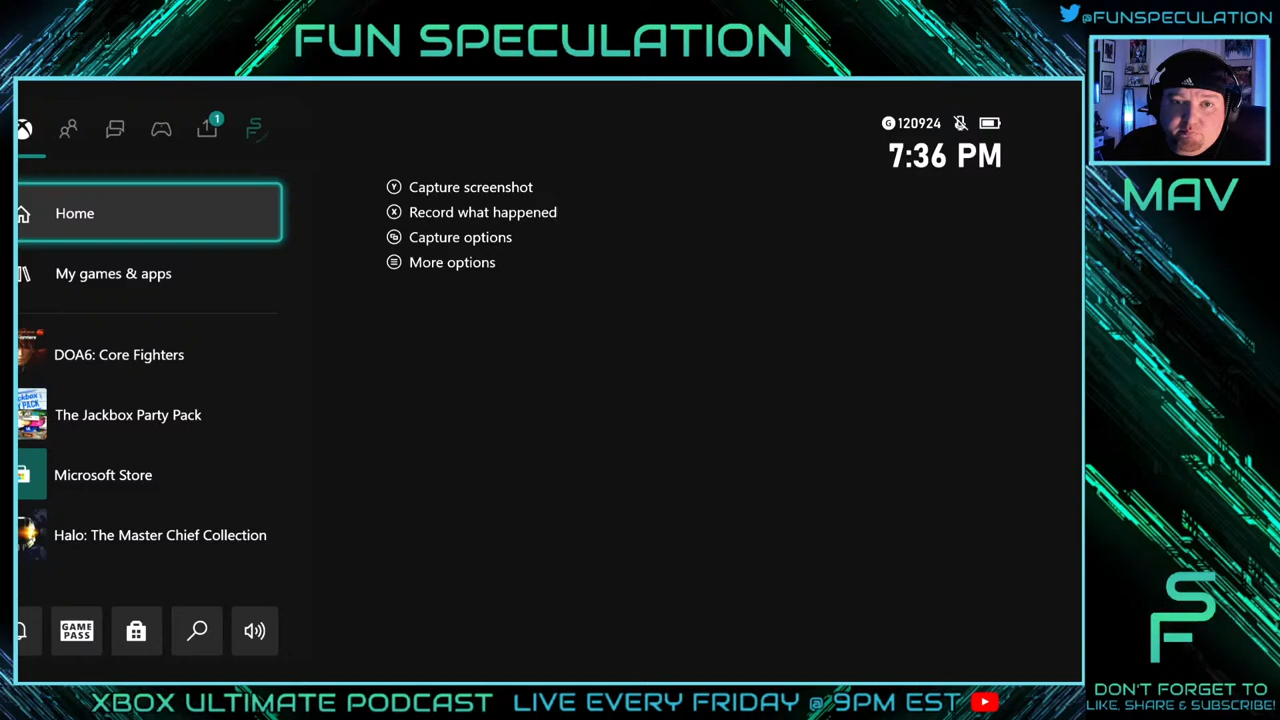 FUN SPECULATION
@FUNSPECULATION
1
G 120924
7:36 PM
Home
My games & apps
DOA6: Core Fighters
The Jackbox Party Pack
Microsoft Store
Halo: The Master Chief Collection
GAME
PASS
Y Capture screenshot
X Record what happened
Capture options
More options
MAV
SF
DON'T FORGET TO
LIKE, SHARE & SUBSCRIBE!
XBOX ULTIMATE PODCAST LIVE EVERY FRIDAY @ 9PM EST